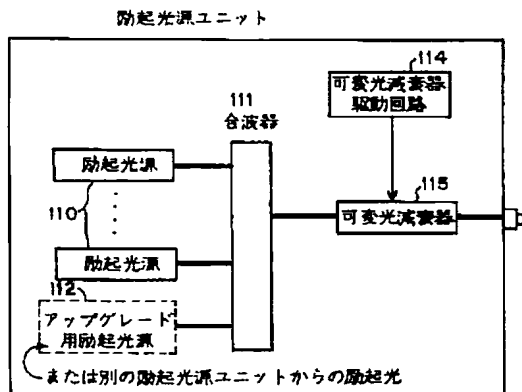 励起光源ユニット
114
可変光減衰器
駆動回路
111
合波器
励起光源
115
可変光減衰器
110
励起光源
112
アップグレード
用励起光源
または別の励起光源ユニットからの励起光